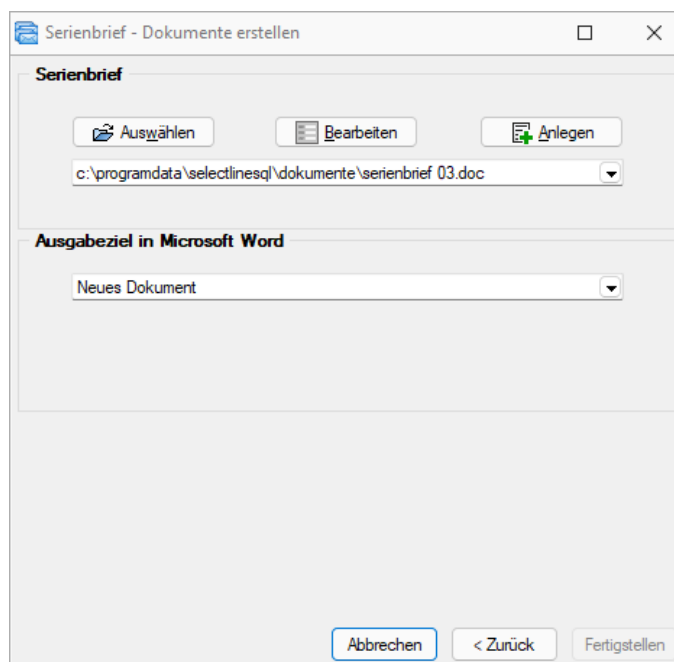 Serienbrief - Dokumente erstellen
Serienbrief
Auswählen Bearbeiten Anlegen
c:\programdata\selectlinesql\dokumente\serienbrief 03.doc
Ausgabeziel in Microsoft Word
Neues Dokument
Abbrechen < Zurück Fertigstellen